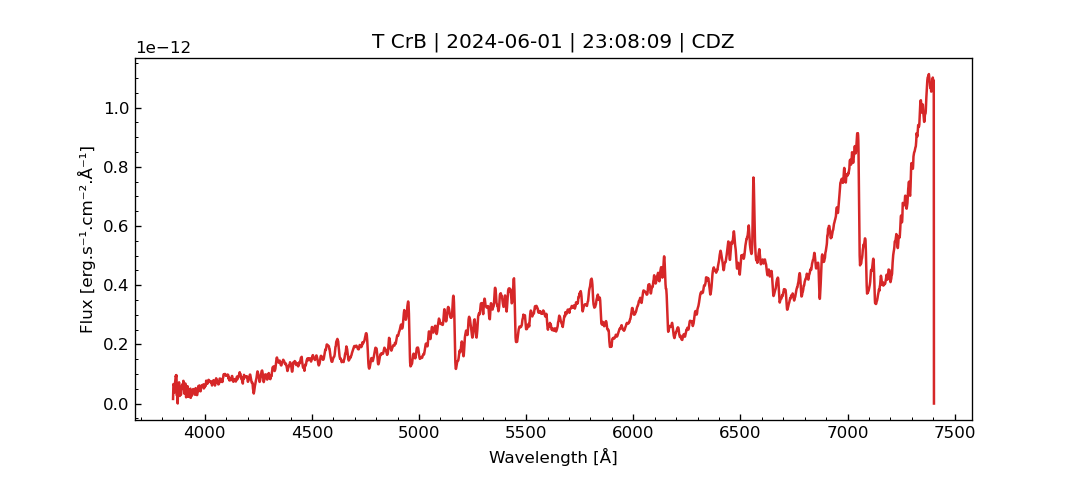 T CrB | 2024-06-01 | 23:08:09 | CDZ
1e−12
1.0
0.8
0.6
0.4
0.2
0.0
Flux [erg.s⁻¹.cm⁻².Å⁻¹]
4000 4500 5000 5500 6000 6500 7000 7500
Wavelength [Å]